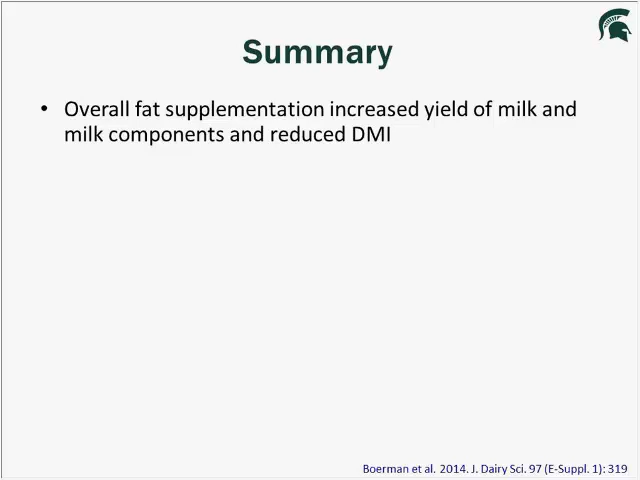 Summary
• Overall fat supplementation increased yield of milk and
milk components and reduced DMI
Boerman et al. 2014. J. Dairy Sci. 97 (E-Suppl. 1): 319